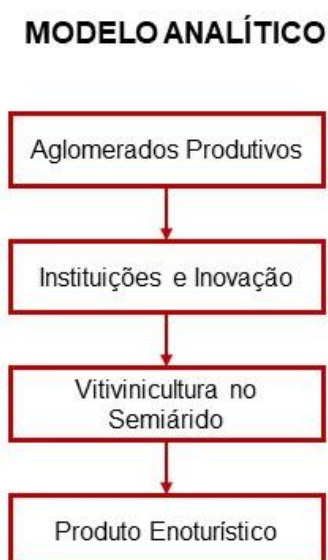 MODELO ANALÍTICO
Aglomerados Produtivos
Instituições e Inovação
Vitivinicultura no
Semiárido
Produto Enoturístico